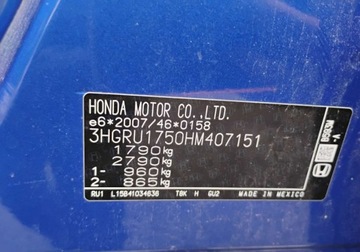 HONDA MOTOR CO.,LTD.
e6*2007/46*0158
3HGRU1750HM407151
1790kg
2790kg
1- 960kg
2- 865kg
RU1 L15B41034636 TBK H GU2 MADE IN MEXICO